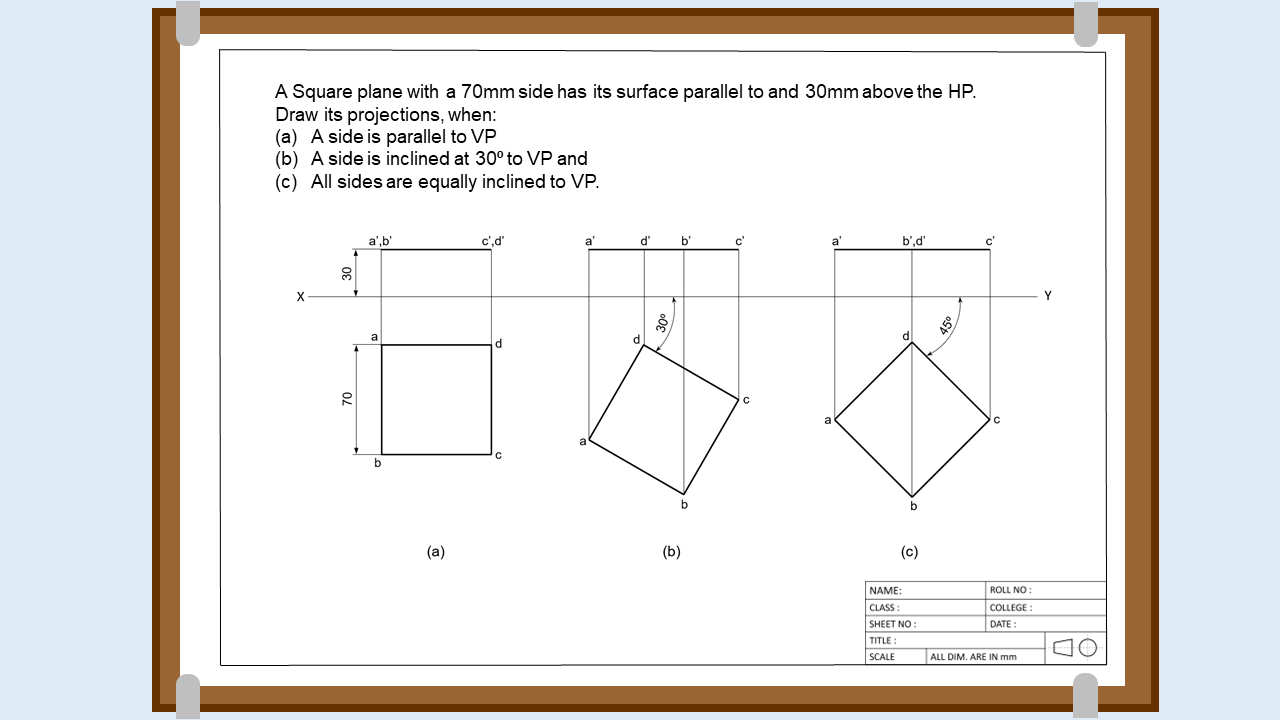 A Square plane with a 70mm side has its surface parallel to and 30mm above the HP.
Draw its projections, when:
(a) A side is parallel to VP
(b) A side is inclined at 30º to VP and
(c) All sides are equally inclined to VP.
a',b' c',d' a' d' b' c' a' b',d' c'
30
X Y
30º 45º
a d d d
70
c
a a c
b c
b b
(a) (b) (c)
NAME: ROLL NO :
CLASS : COLLEGE :
SHEET NO : DATE :
TITLE :
SCALE ALL DIM. ARE IN mm